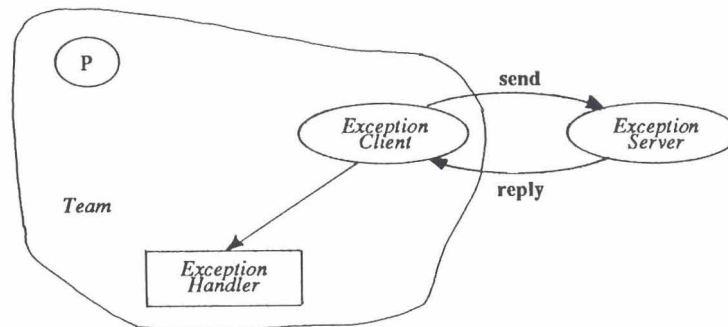 P
send
Exception
Client
Exception
Server
reply
Team
Exception
Handler